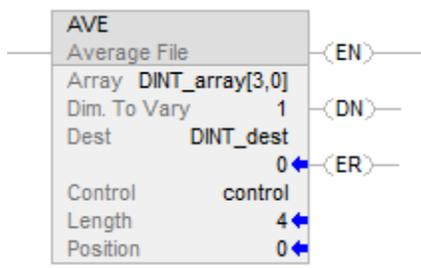 AVE
Average File
Array DINT_array[3,0]
Dim. To Vary 1
Dest DINT_dest
0
Control control
Length 4
Position 0
EN
DN
ER